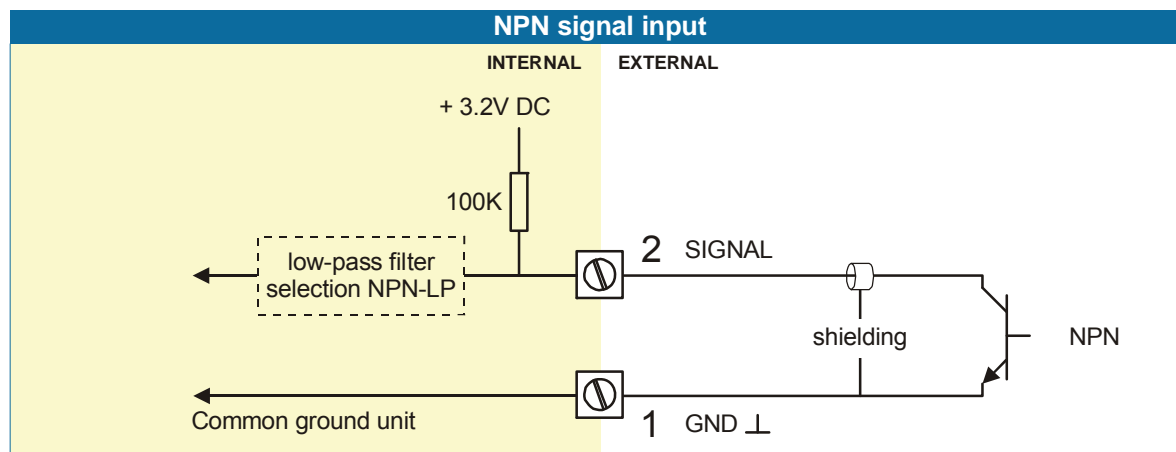 NPN signal input
INTERNAL
EXTERNAL
+ 3.2V DC
100K
low-pass filter
selection NPN-LP
2
SIGNAL
shielding
NPN
Common ground unit
1
GND